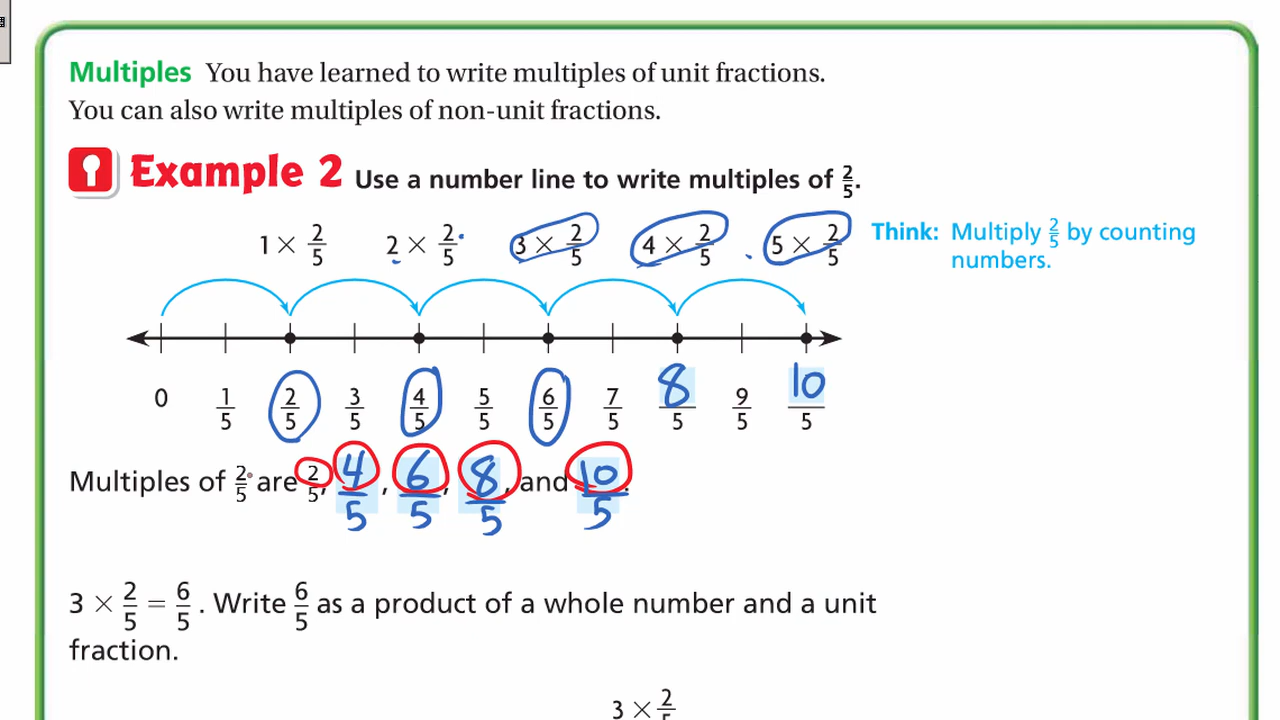 Multiples You have learned to write multiples of unit fractions.
You can also write multiples of non-unit fractions.
Example 2 Use a number line to write multiples of 2/5.
1 × 2/5 2 × 2/5 3 × 2/5 4 × 2/5 5 × 2/5
Think: Multiply 2/5 by counting
numbers.
0 1/5 2/5 3/5 4/5 5/5 6/5 7/5 8/5 9/5 10/5
Multiples of 2/5 are 2/5, 4/5, 6/5, 8/5, and 10/5.
3 × 2/5 = 6/5. Write 6/5 as a product of a whole number and a unit
fraction.
3 × 2/5